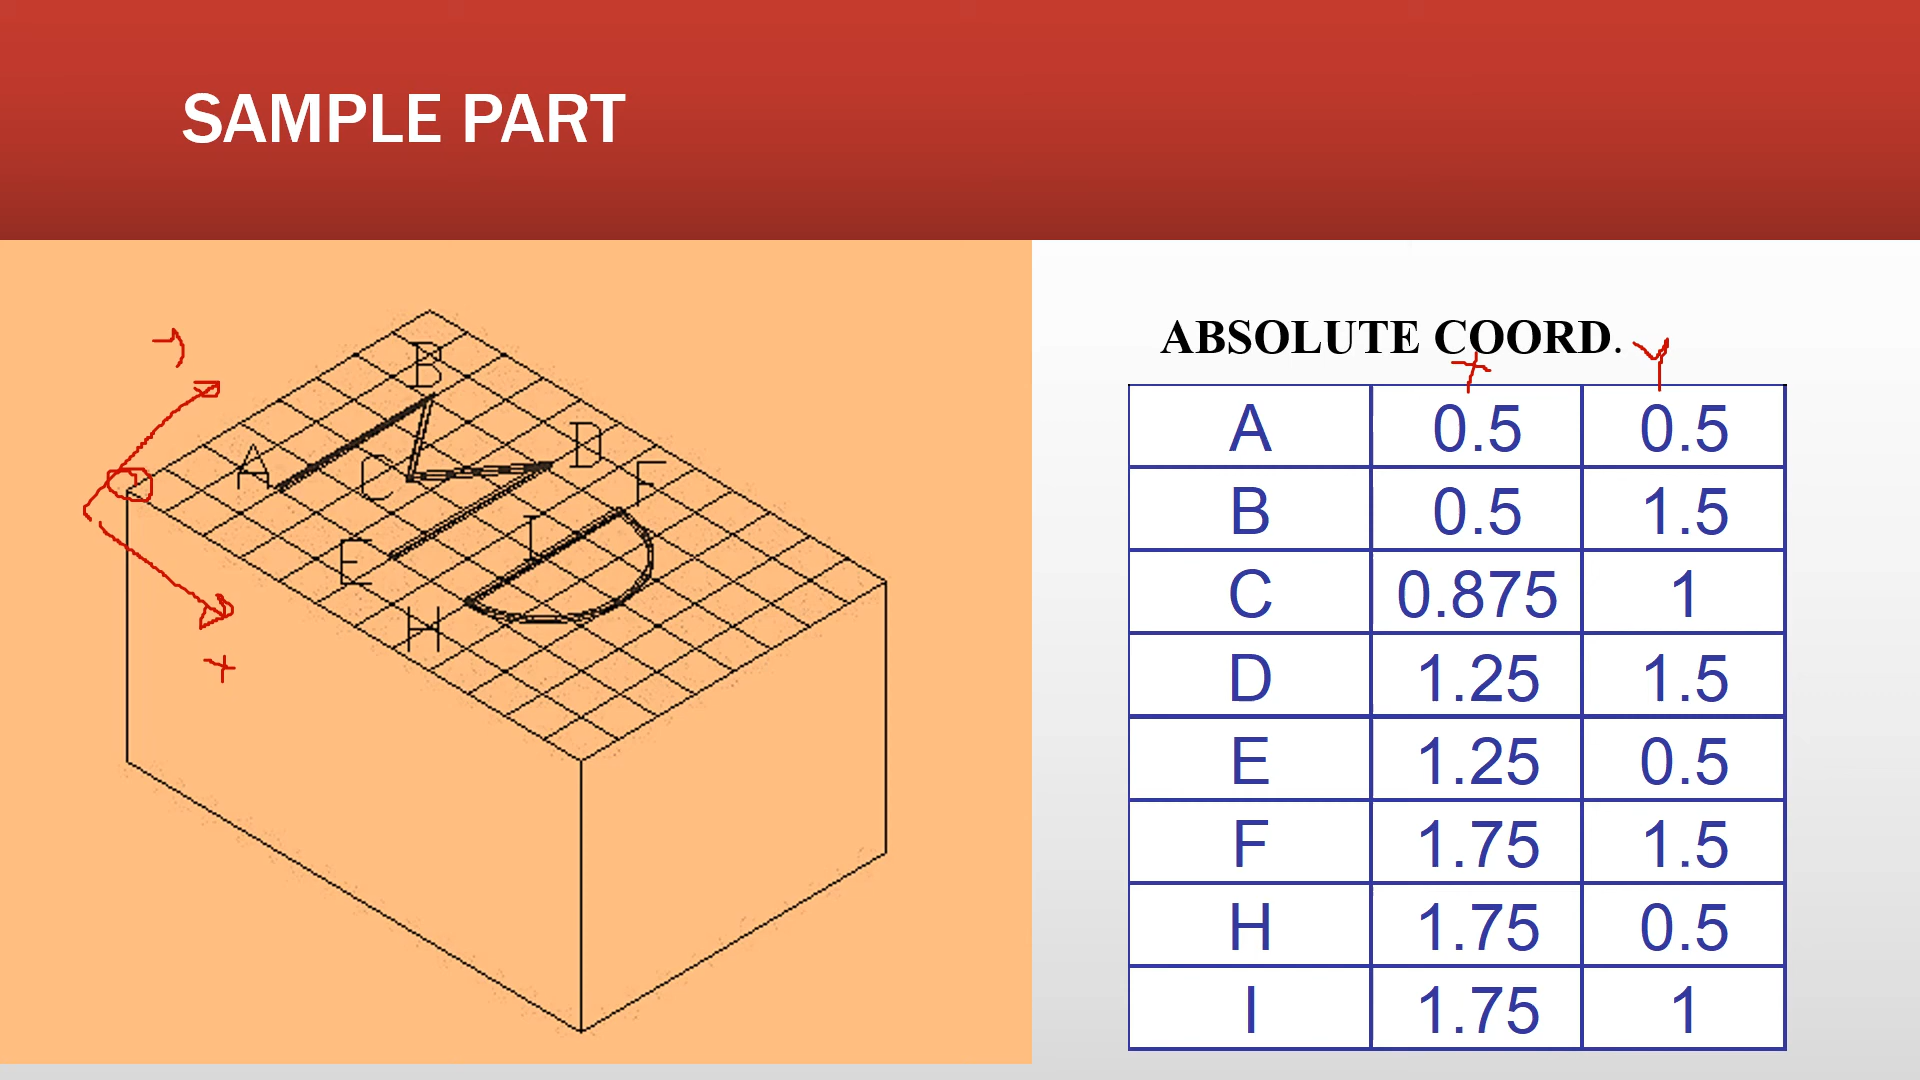 SAMPLE PART
B
D
A
C
F
I
E
H
ABSOLUTE COORD.
x y
A 0.5 0.5
B 0.5 1.5
C 0.875 1
D 1.25 1.5
E 1.25 0.5
F 1.75 1.5
H 1.75 0.5
I 1.75 1